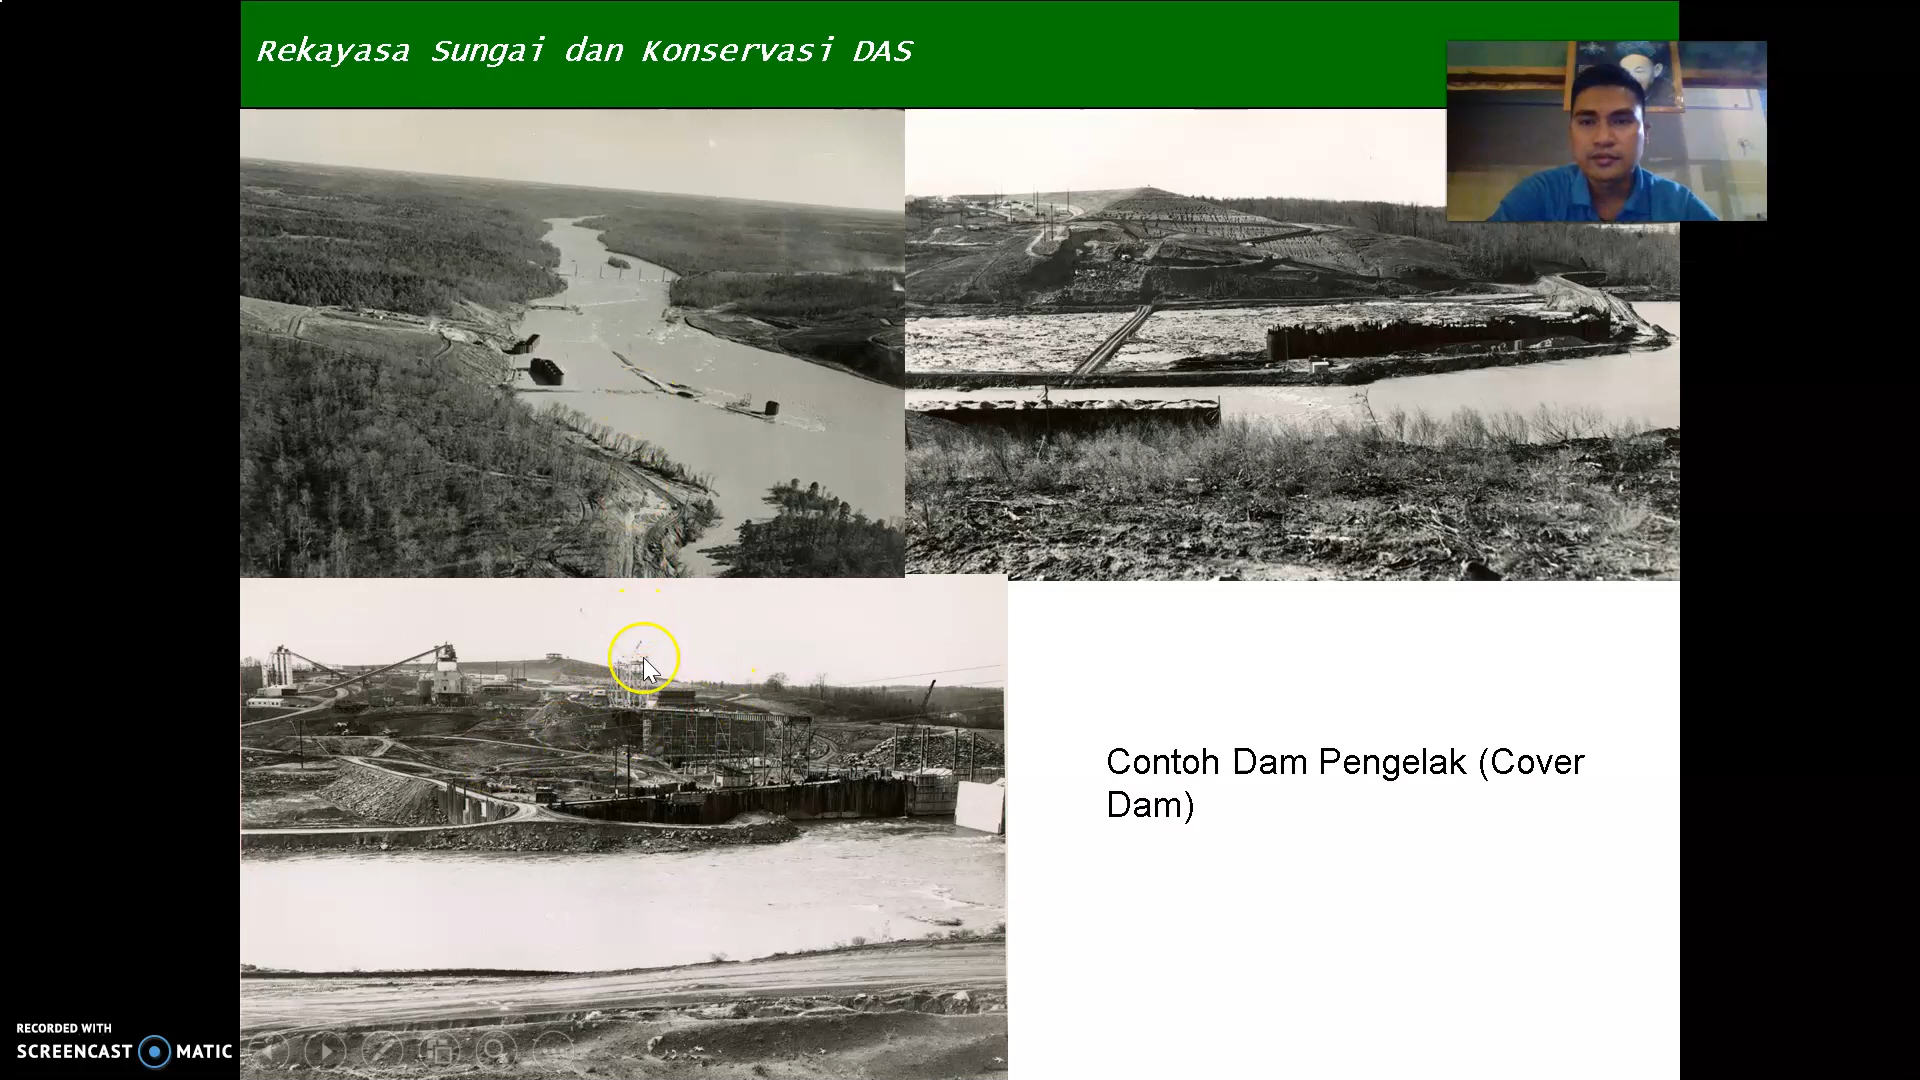 Rekayasa Sungai dan Konservasi DAS
Contoh Dam Pengelak (Cover
Dam)
RECORDED WITH
SCREENCAST MATIC